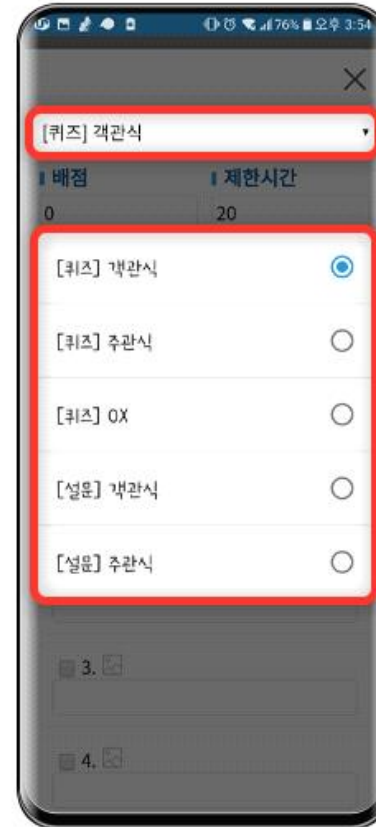 76% 오후 3:54
[퀴즈] 객관식
배점 제한시간
0 20
[퀴즈] 객관식
[퀴즈] 주관식
[퀴즈] OX
[설문] 객관식
[설문] 주관식
3.
4.